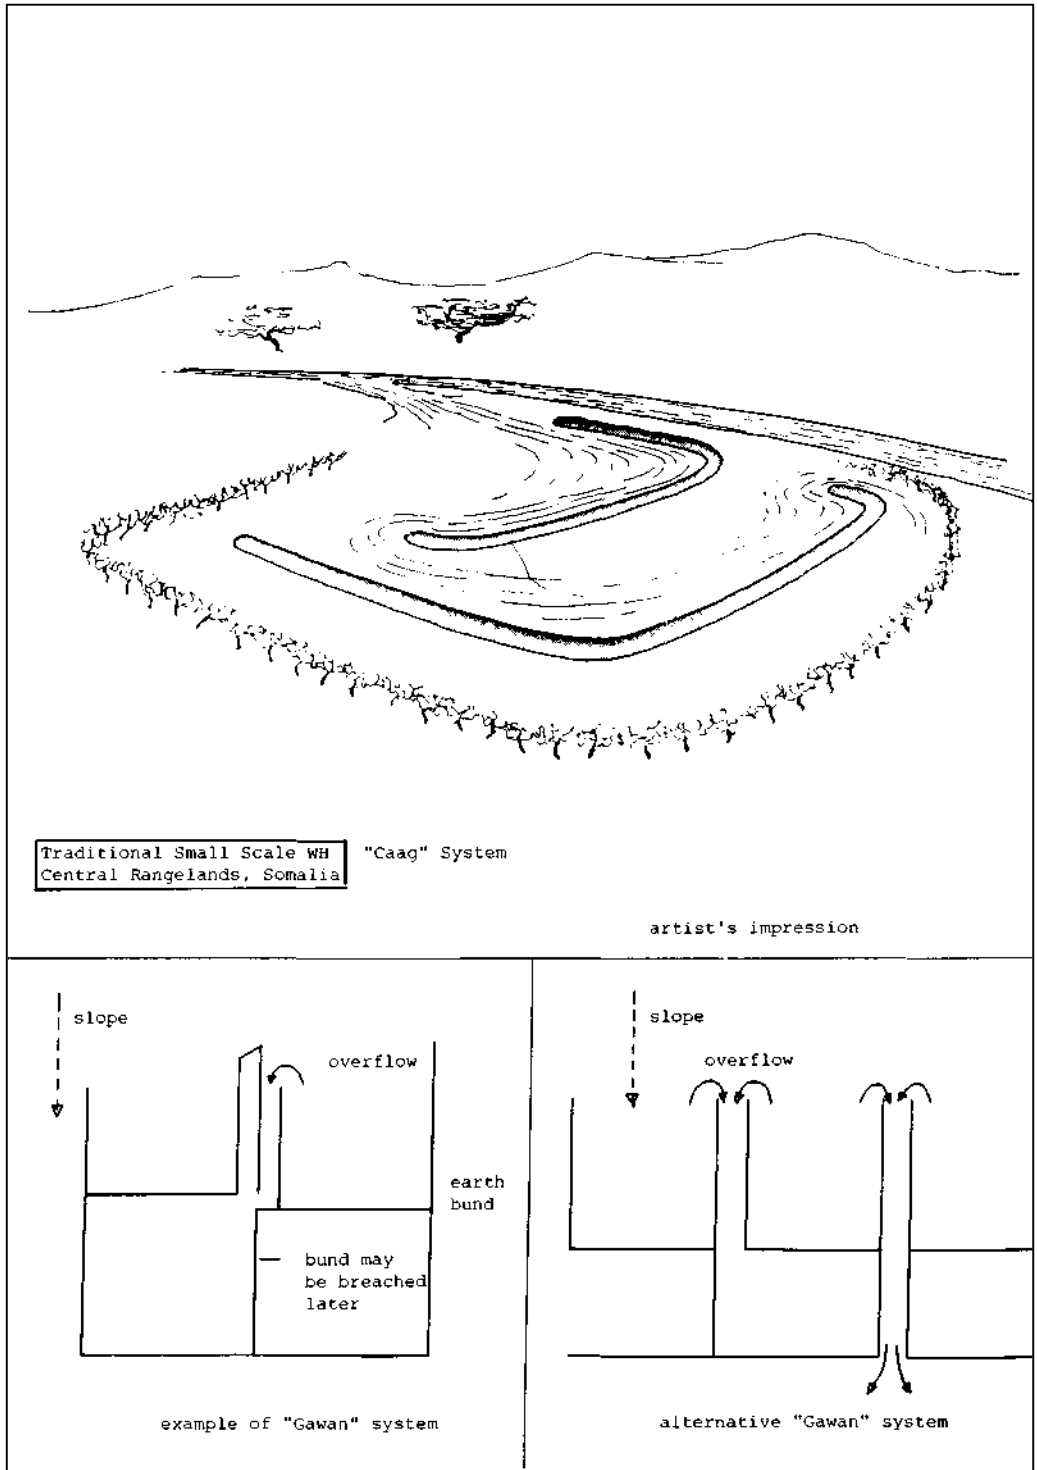 Traditional Small Scale WH
Central Rangelands, Somalia
"Caag" System
artist's impression
slope
overflow
earth
bund
bund may
be breached
later
example of "Gawan" system
slope
overflow
alternative "Gawan" system